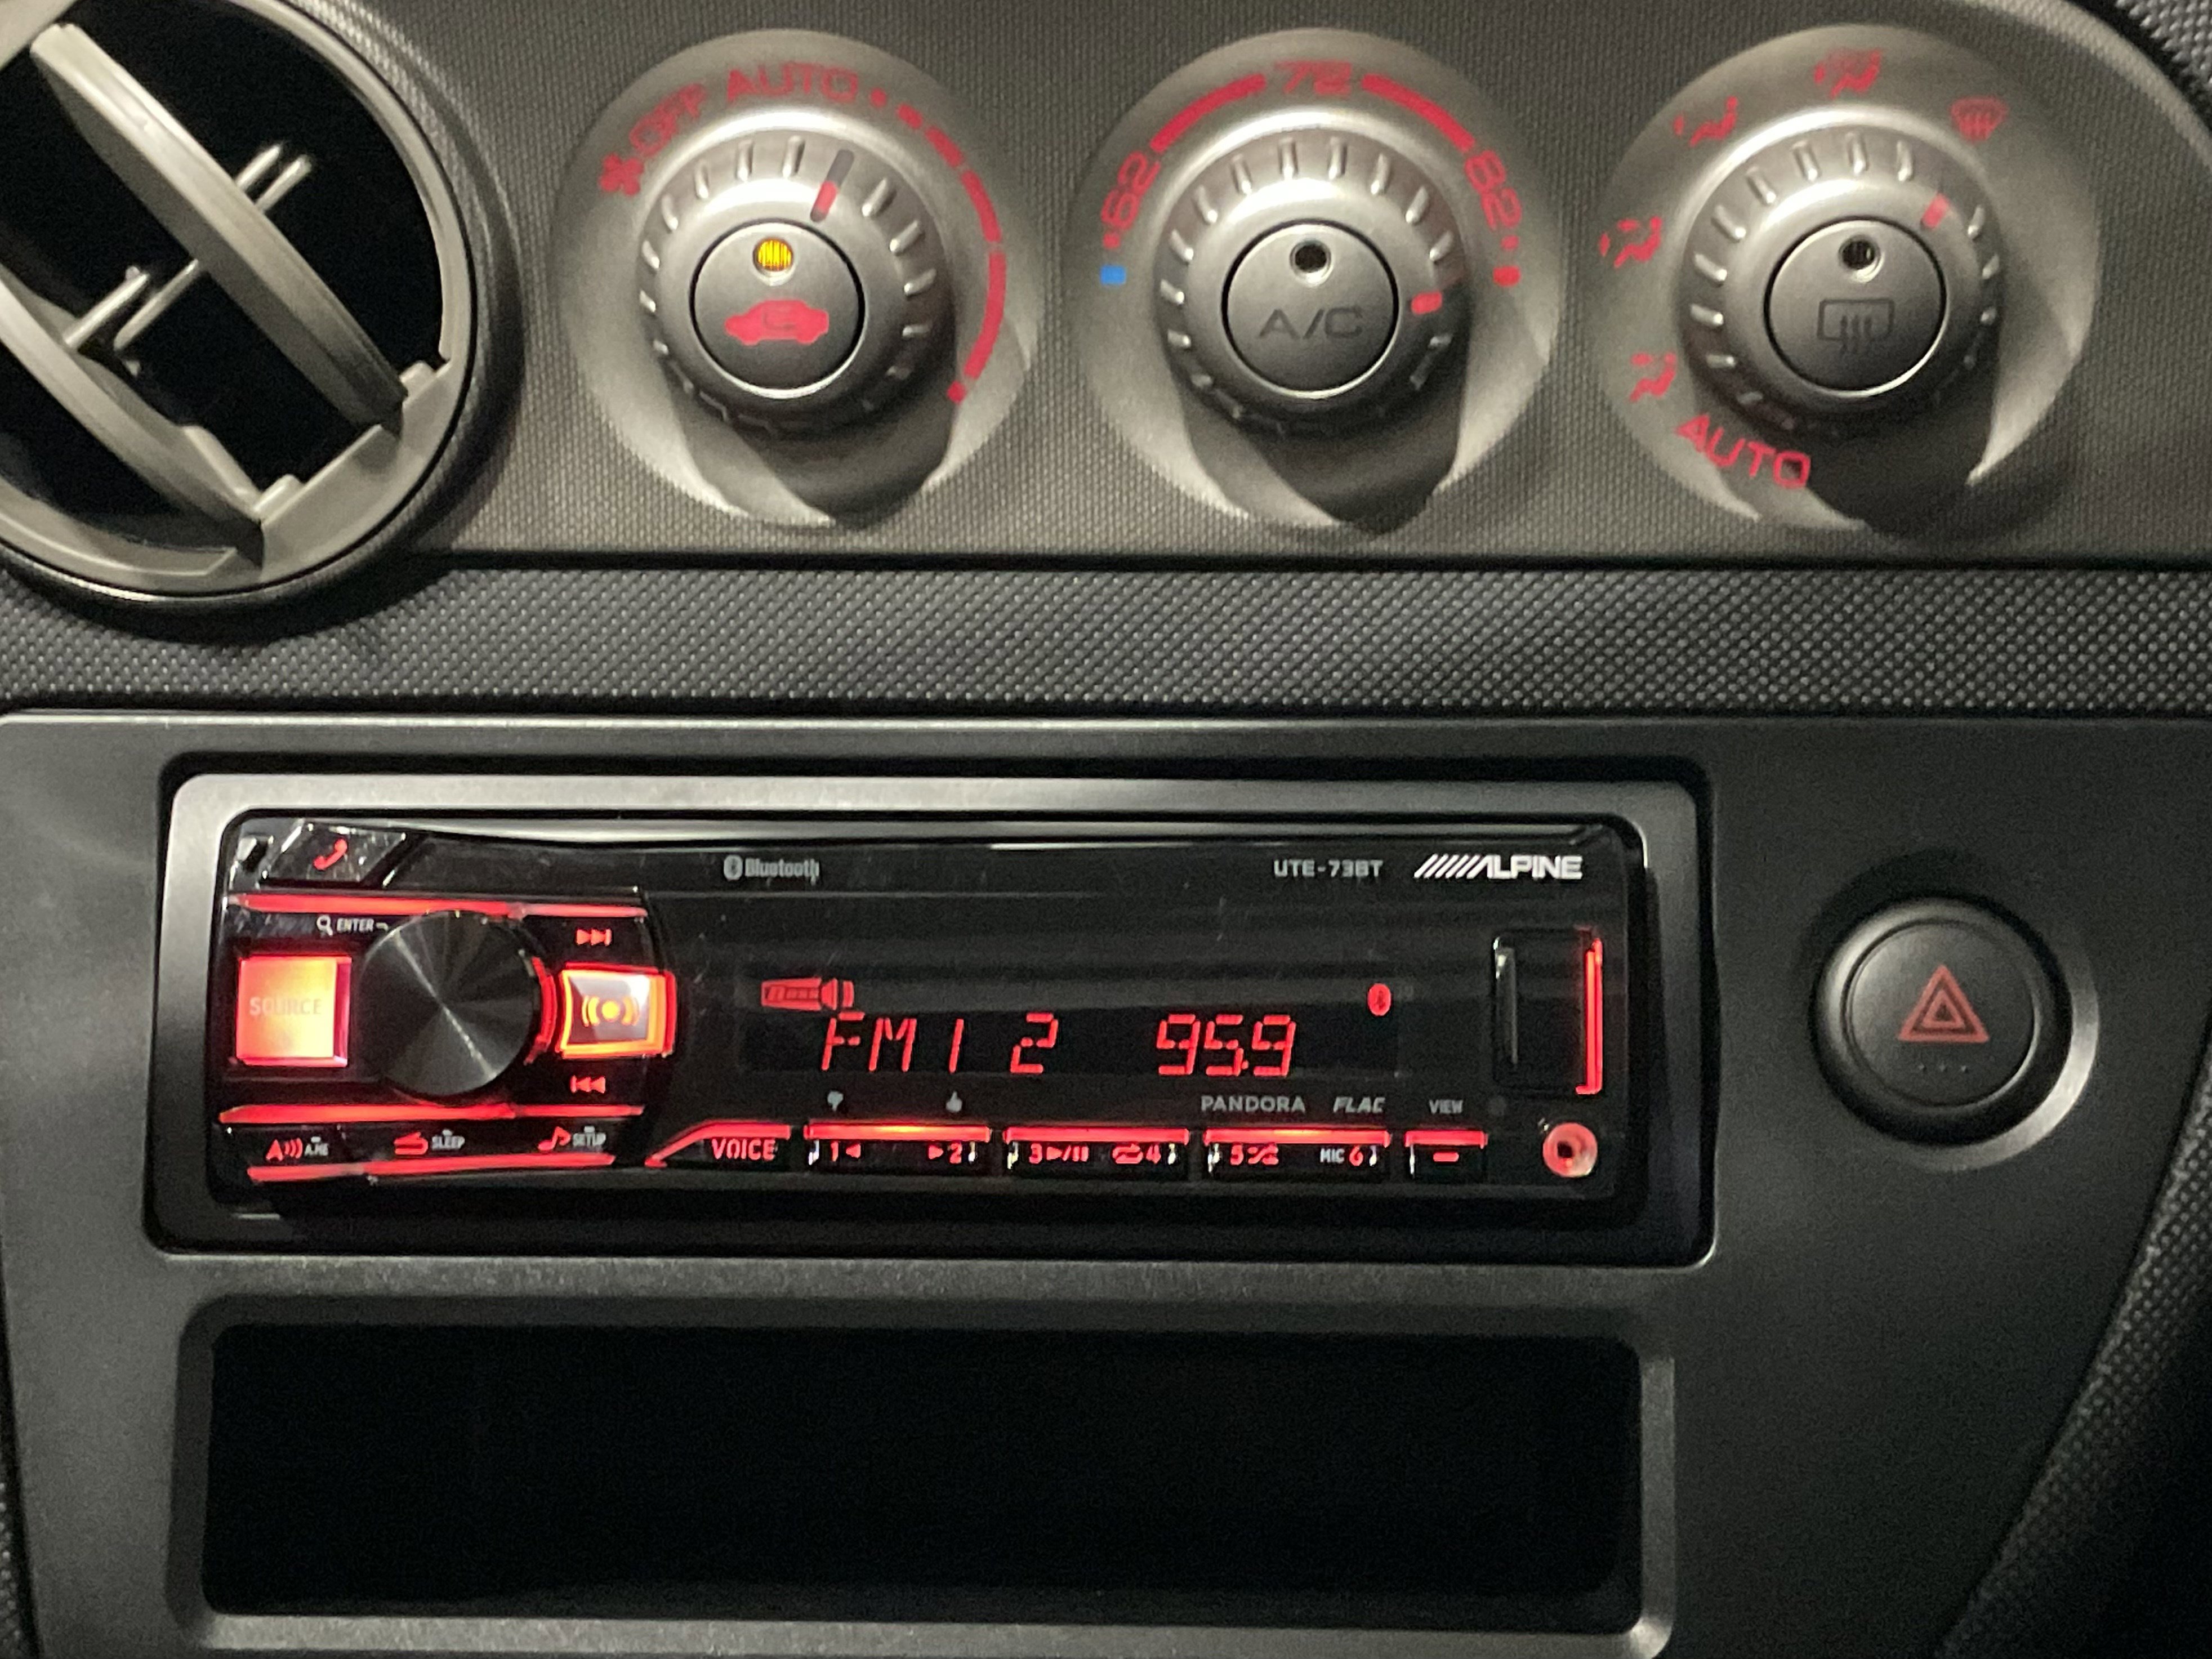 OFF AUTO
62 72 82
A/C
AUTO
Bluetooth
UTE-73BT ALPINE
ENTER
SOURCE
FM1 2 95.9
PANDORA FLAC VIEW
A.ME SLEEP SETUP
VOICE 1 2 3 4 5 MIC 6